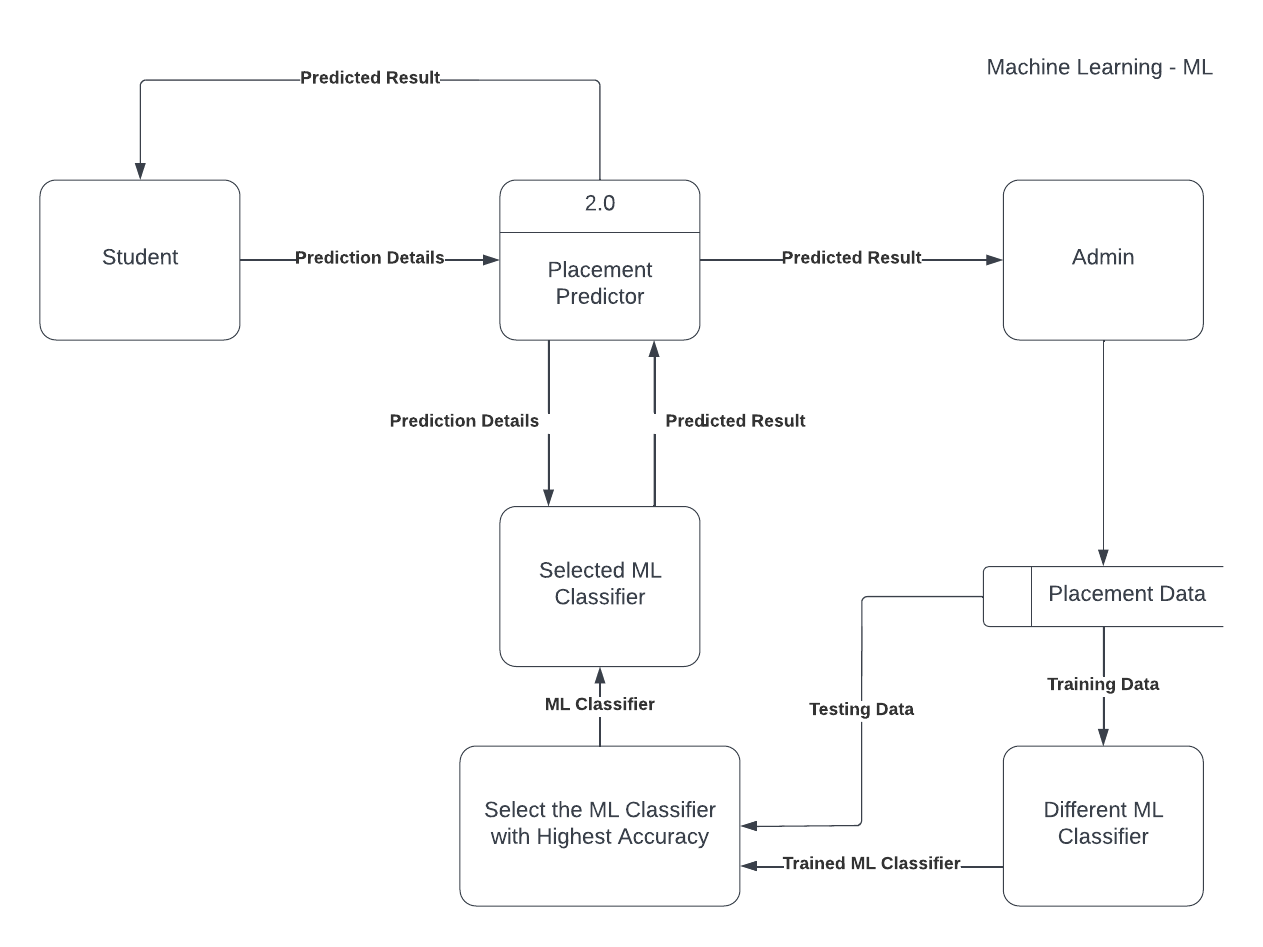 Predicted Result
Machine Learning - ML
Student
Prediction Details
2.0
Placement
Predictor
Predicted Result
Admin
Prediction Details
Predicted Result
Selected ML
Classifier
Placement Data
Training Data
ML Classifier
Testing Data
Select the ML Classifier
with Highest Accuracy
Different ML
Classifier
Trained ML Classifier